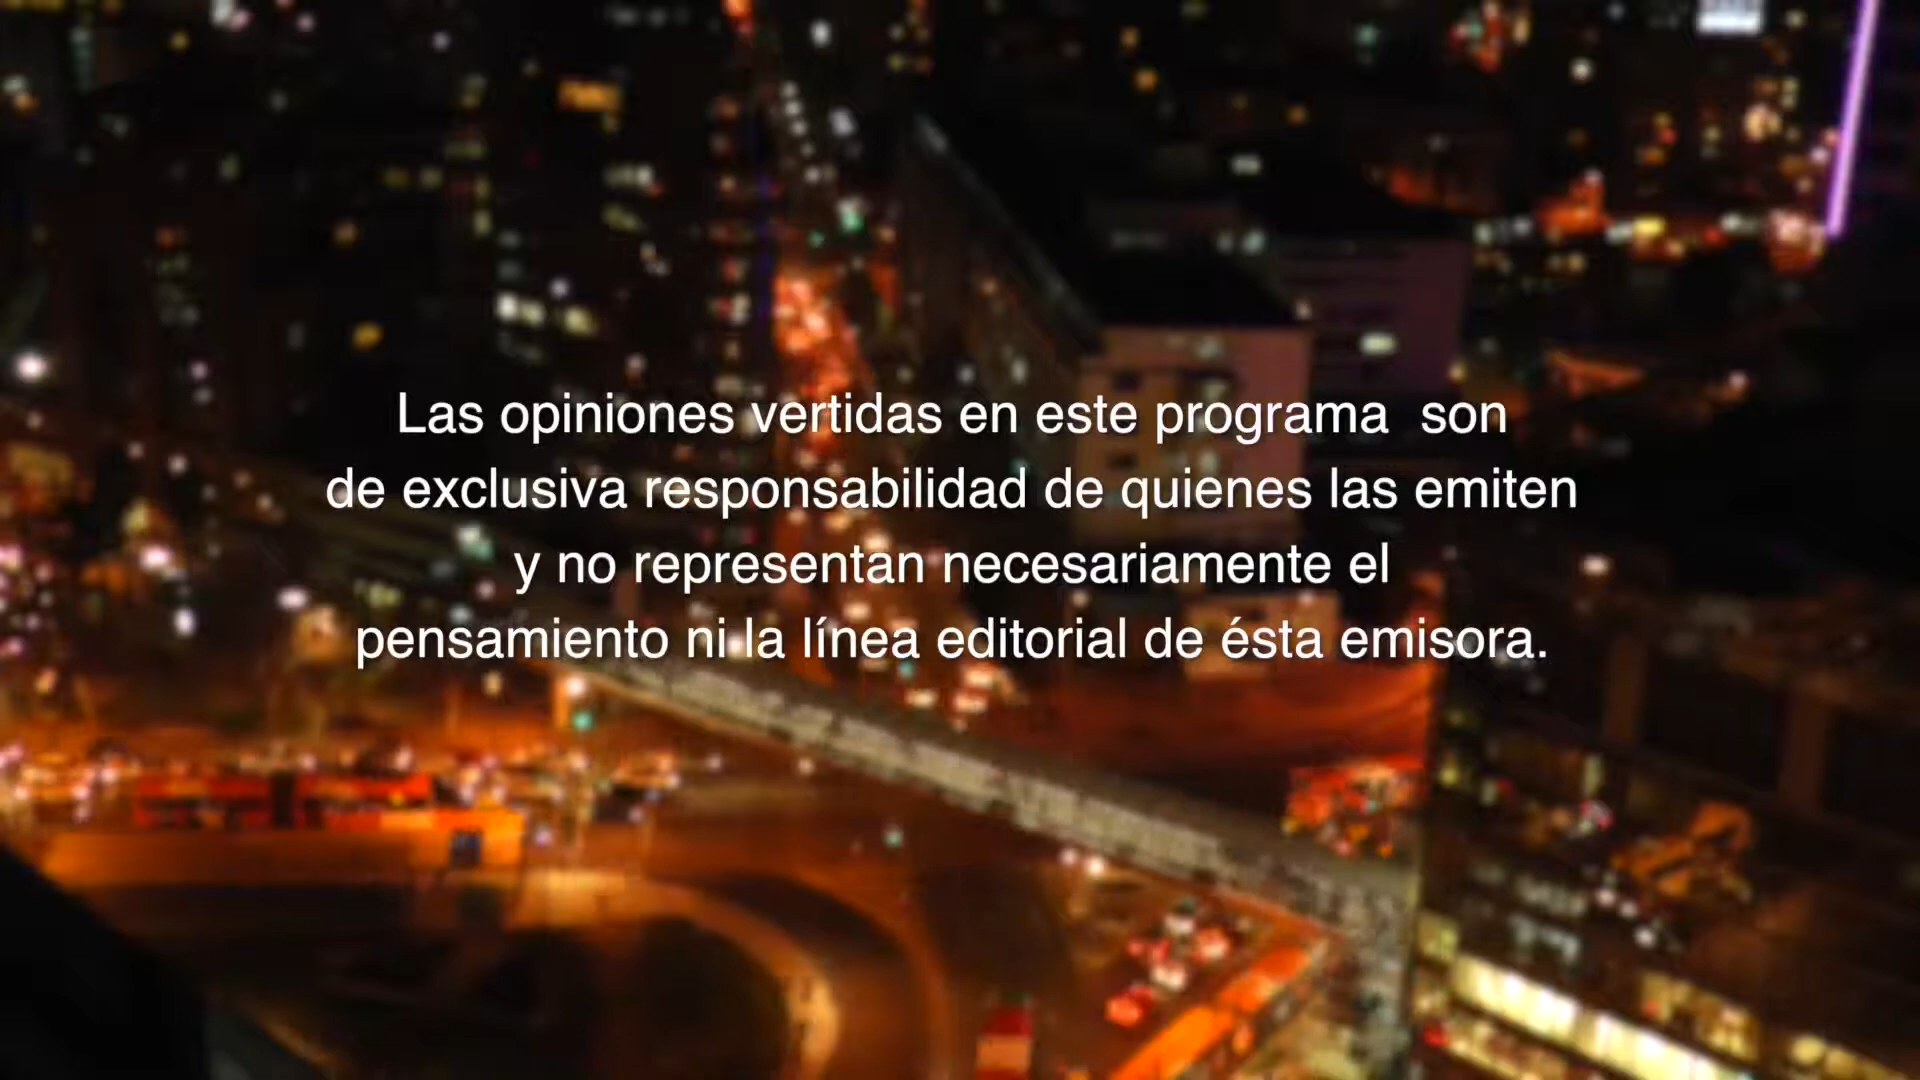 Las opiniones vertidas en este programa  son
de exclusiva responsabilidad de quienes las emiten
y no representan necesariamente el
pensamiento ni la línea editorial de ésta emisora.